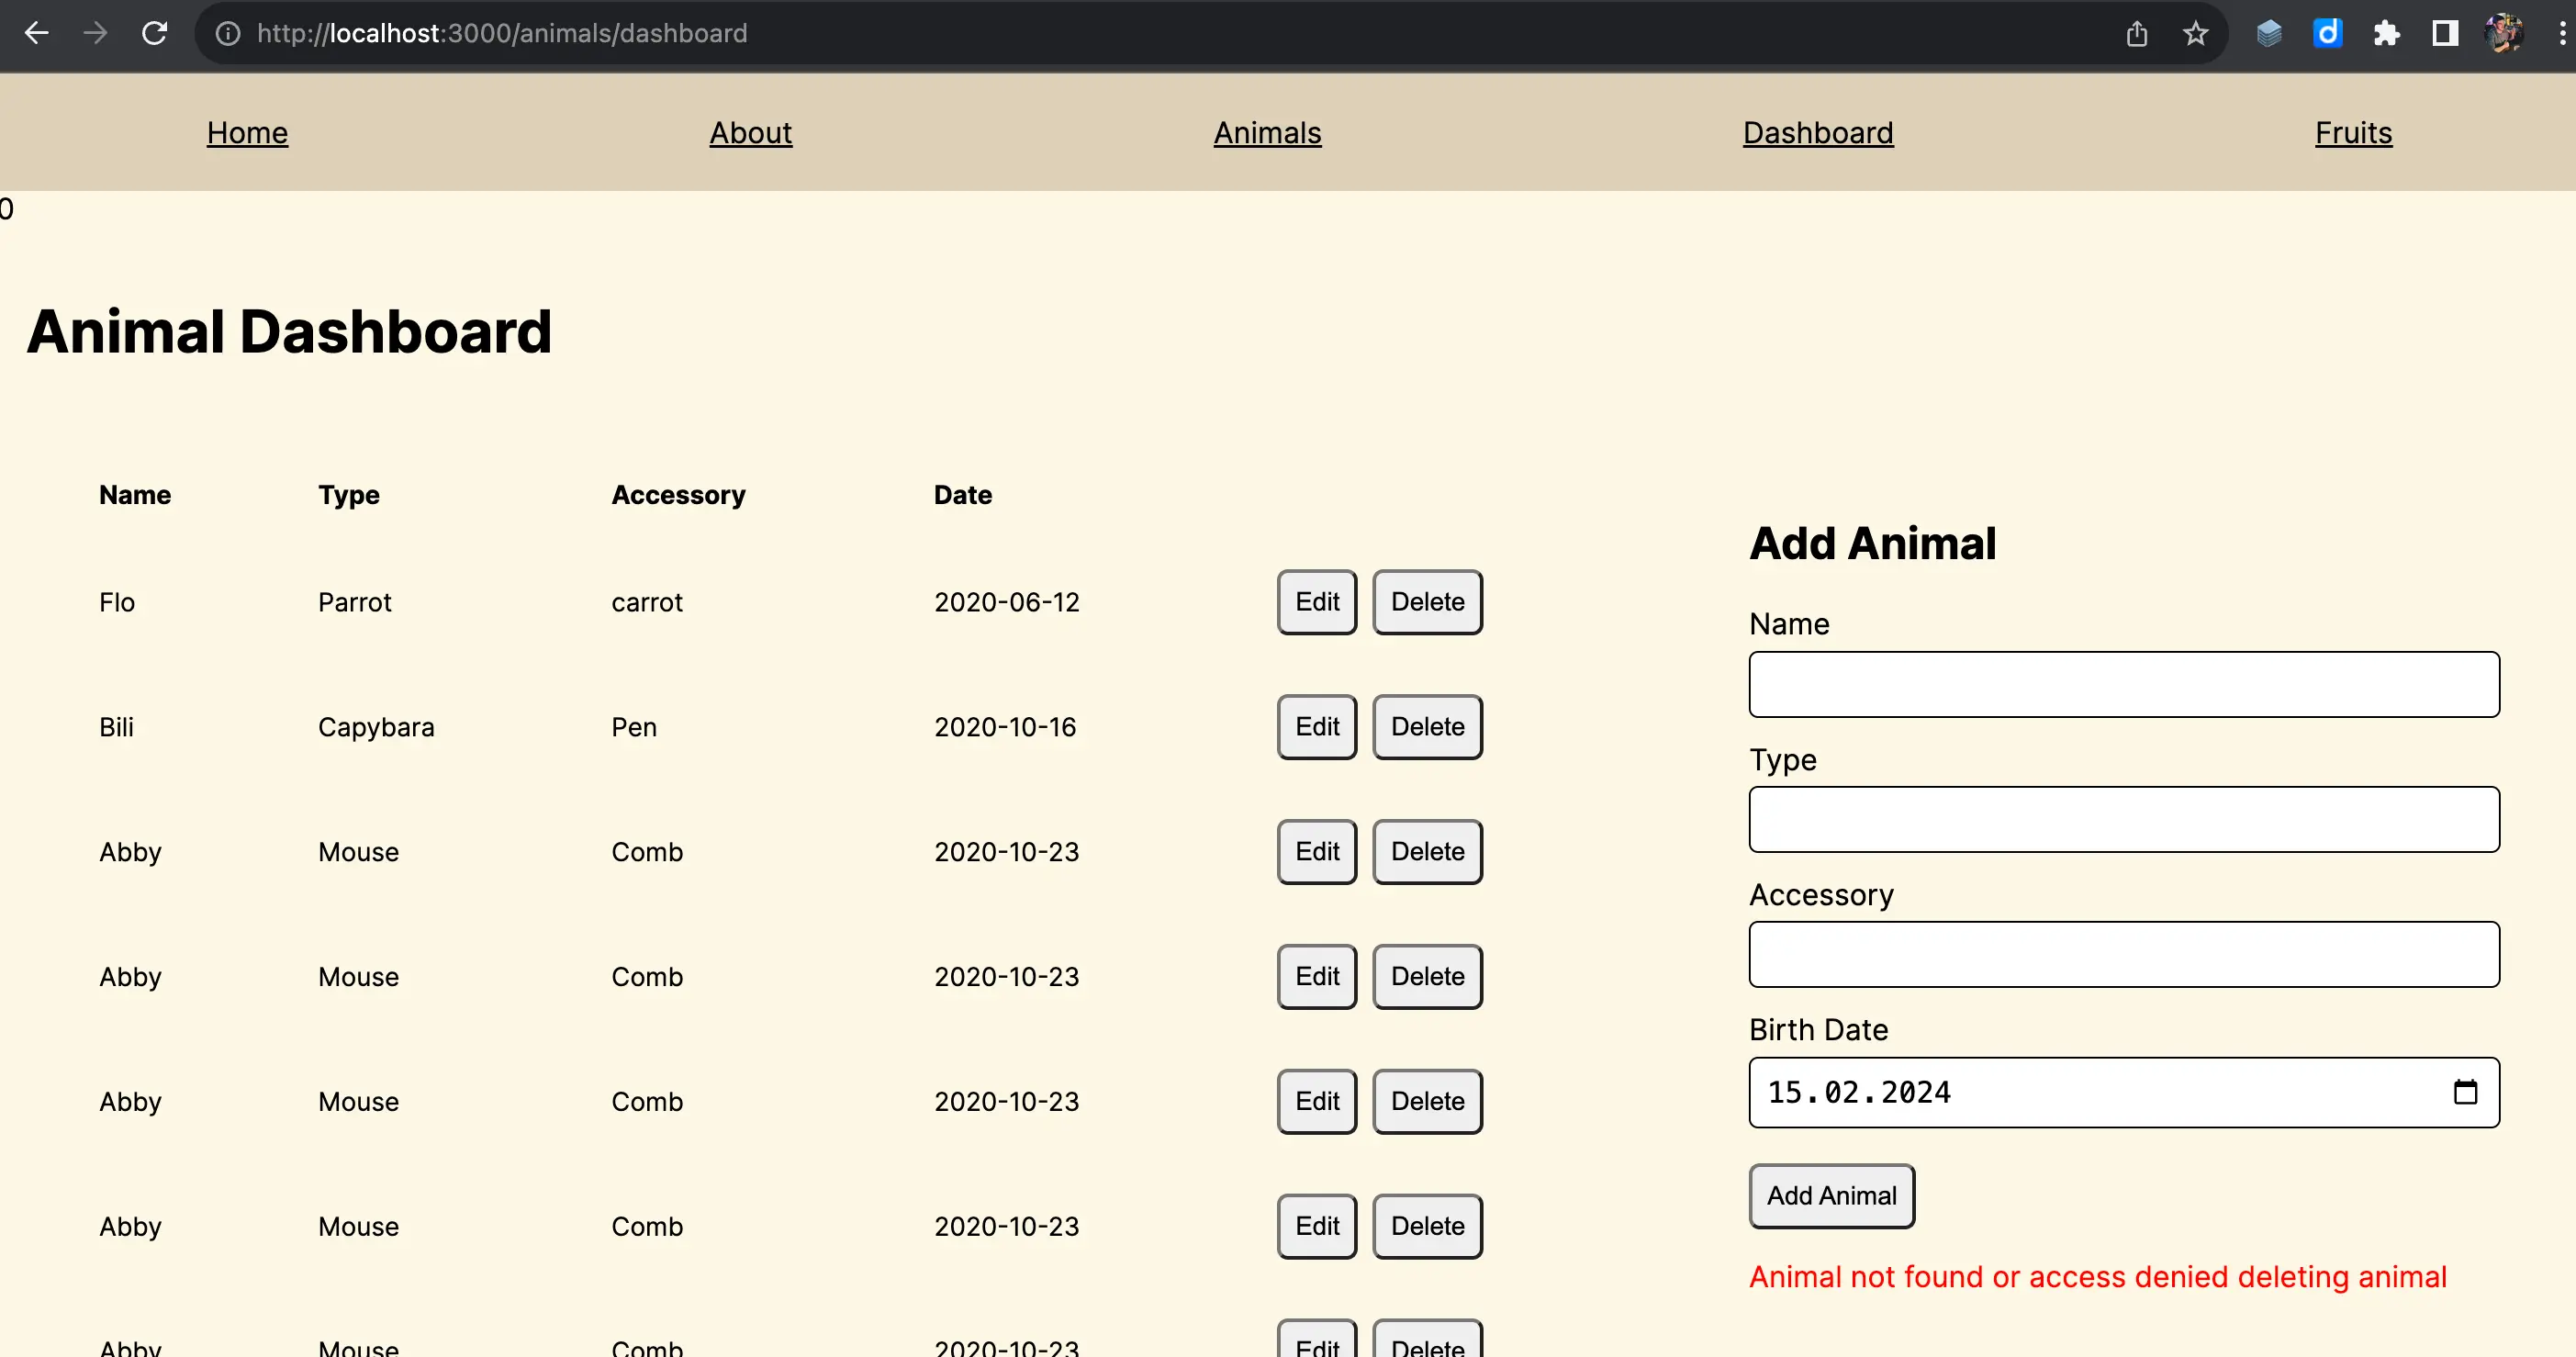 http://localhost:3000/animals/dashboard
Home About Animals Dashboard Fruits
0
Animal Dashboard
Name Type Accessory Date
Flo Parrot carrot 2020-06-12 Edit Delete
Bili Capybara Pen 2020-10-16 Edit Delete
Abby Mouse Comb 2020-10-23 Edit Delete
Abby Mouse Comb 2020-10-23 Edit Delete
Abby Mouse Comb 2020-10-23 Edit Delete
Abby Mouse Comb 2020-10-23 Edit Delete
Abby Mouse Comb 2020-10-23 Edit Delete
Add Animal
Name
Type
Accessory
Birth Date
15.02.2024
Add Animal
Animal not found or access denied deleting animal